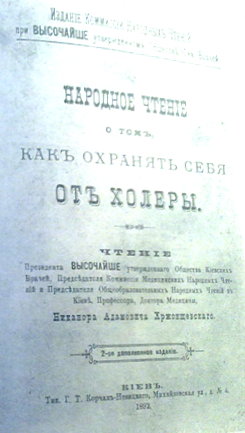 Изданіе Коммиссіи Народныхъ Чтеній
при ВЫСОЧАЙШЕ утвержденномъ
НАРОДНОЕ ЧТЕНІЕ
О ТОМЪ,
КАКЪ ОХРАНЯТЬ СЕБЯ
ОТЪ ХОЛЕРЫ.
ЧТЕНІЕ
Президента ВЫСОЧАЙШЕ утвержденнаго Общества Кіевскихъ
Врачей, Предсѣдателя Коммиссіи Медицинскихъ Народныхъ Чте-
ній и Предсѣдателя Общеобразовательныхъ Народныхъ Чтеній въ
Кіевѣ, Профессора, Доктора Медицины,
Никанора Адамовича Хржонщевскаго.
2-ое дополненное изданіе.
КІЕВЪ.
Тип. Г. Т. Корчакъ-Новицкаго, Михайловская ул., д. № 4.
1892.